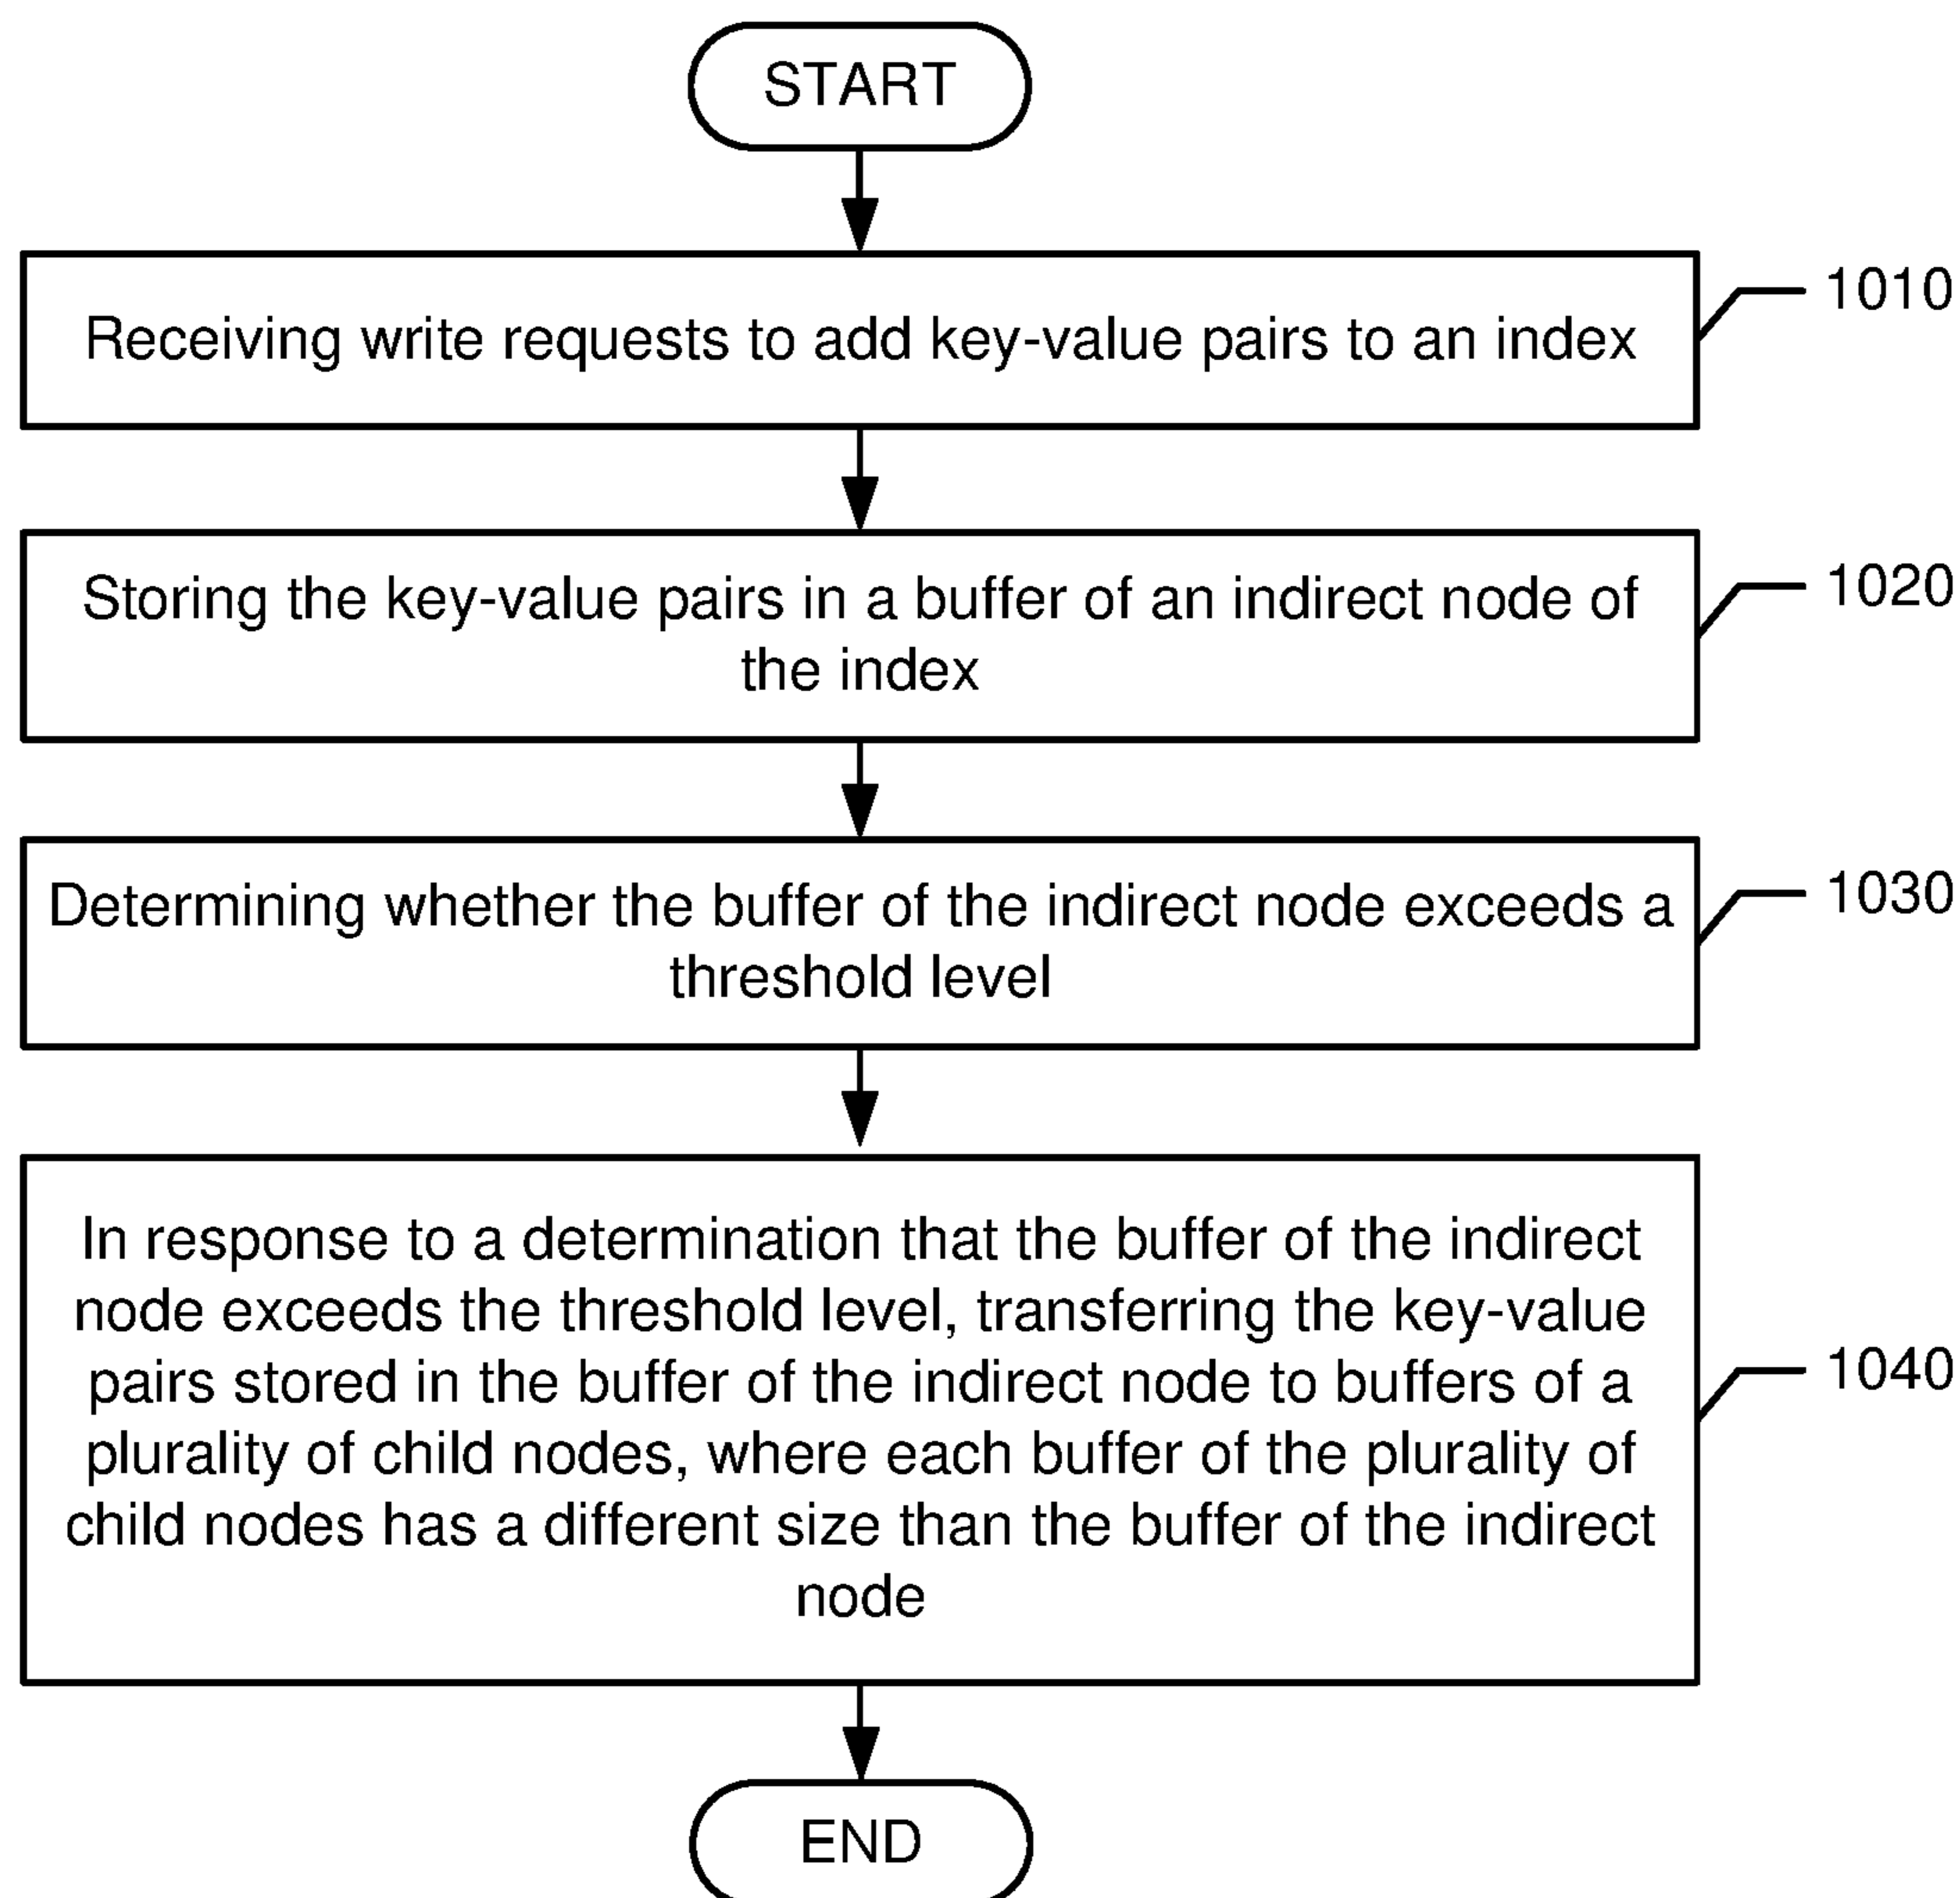 START
Receiving write requests to add key-value pairs to an index
1010
Storing the key-value pairs in a buffer of an indirect node of
the index
1020
Determining whether the buffer of the indirect node exceeds a
threshold level
1030
In response to a determination that the buffer of the indirect
node exceeds the threshold level, transferring the key-value
pairs stored in the buffer of the indirect node to buffers of a
plurality of child nodes, where each buffer of the plurality of
child nodes has a different size than the buffer of the indirect
node
1040
END